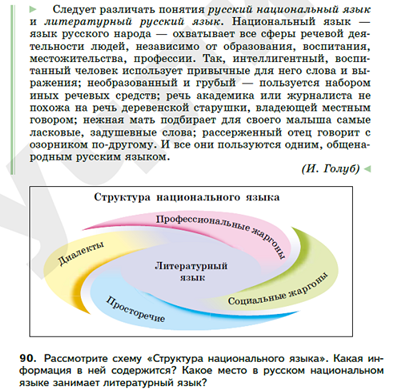 Следует различать понятия русский национальный язык
и литературный русский язык. Национальный язык —
язык русского народа — охватывает все сферы речевой дея-
тельности людей, независимо от образования, воспитания,
местожительства, профессии. Так, интеллигентный, воспи-
танный человек использует привычные для него слова и вы-
ражения; необразованный и грубый — пользуется набором
иных речевых средств; речь академика или журналиста не
похожа на речь деревенской старушки, владеющей местным
говором; нежная мать подбирает для своего малыша самые
ласковые, задушевные слова; рассерженный отец говорит с
озорником по-другому. И все они пользуются одним, общена-
родным русским языком.
(И. Голуб)
Структура национального языка
Профессиональные жаргоны
Диалекты
Литературный
язык
Социальные жаргоны
Просторечие
90. Рассмотрите схему «Структура национального языка». Какая ин-
формация в ней содержится? Какое место в русском национальном
языке занимает литературный язык?